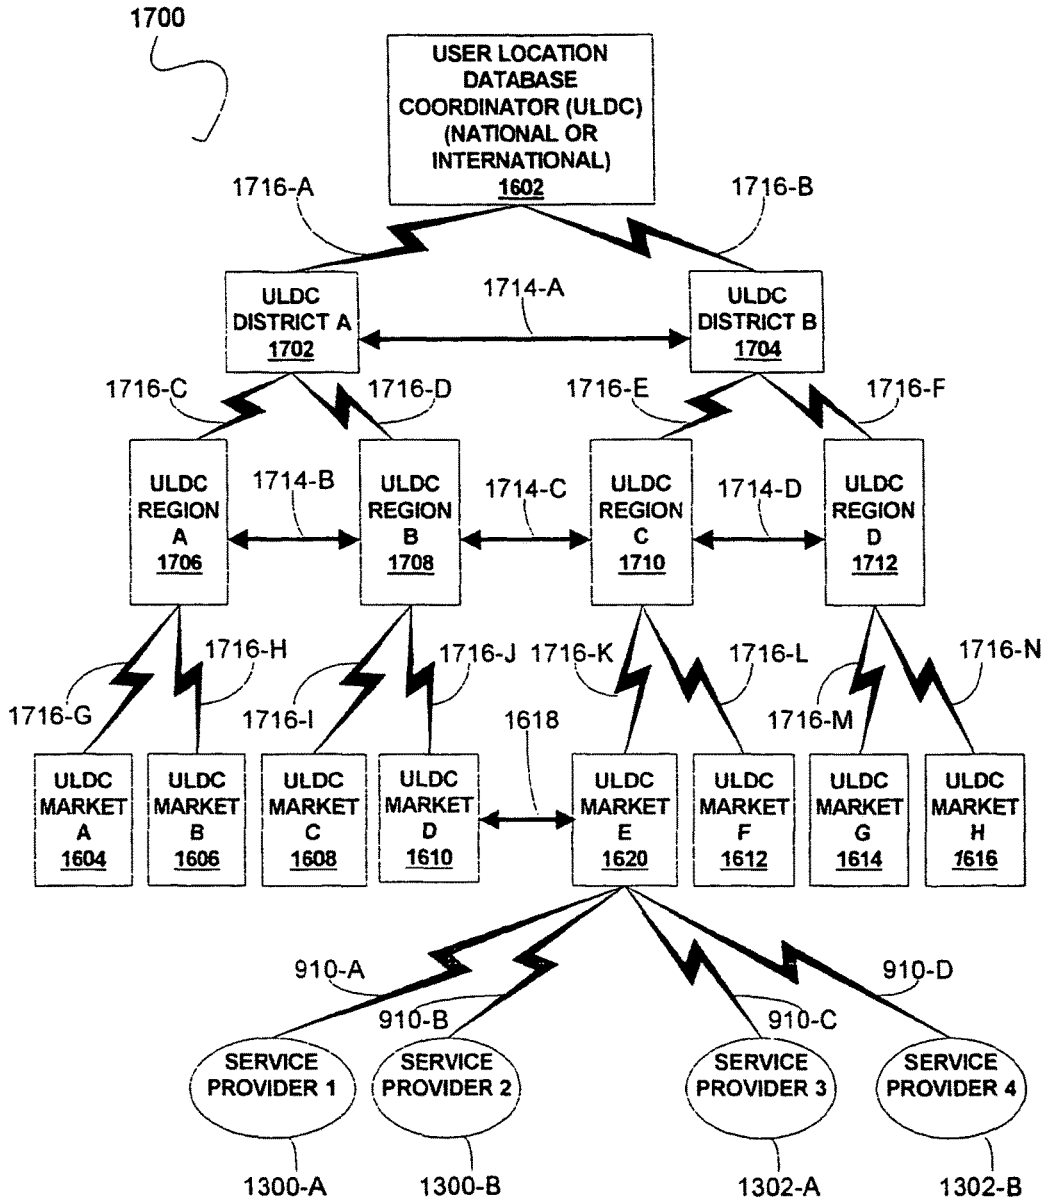 1700
USER LOCATION
DATABASE
COORDINATOR (ULDC)
(NATIONAL OR
INTERNATIONAL)
1602
1716-A
1716-B
ULDC
DISTRICT A
1702
1714-A
ULDC
DISTRICT B
1704
1716-C
1716-D
1716-E
1716-F
ULDC
REGION
A
1706
1714-B
ULDC
REGION
B
1708
1714-C
ULDC
REGION
C
1710
1714-D
ULDC
REGION
D
1712
1716-G
1716-H
1716-I
1716-J
1716-K
1716-L
1716-M
1716-N
1618
ULDC
MARKET
A
1604
ULDC
MARKET
B
1606
ULDC
MARKET
C
1608
ULDC
MARKET
D
1610
ULDC
MARKET
E
1620
ULDC
MARKET
F
1612
ULDC
MARKET
G
1614
ULDC
MARKET
H
1616
910-A
910-B
910-C
910-D
SERVICE
PROVIDER 1
SERVICE
PROVIDER 2
SERVICE
PROVIDER 3
SERVICE
PROVIDER 4
1300-A
1300-B
1302-A
1302-B